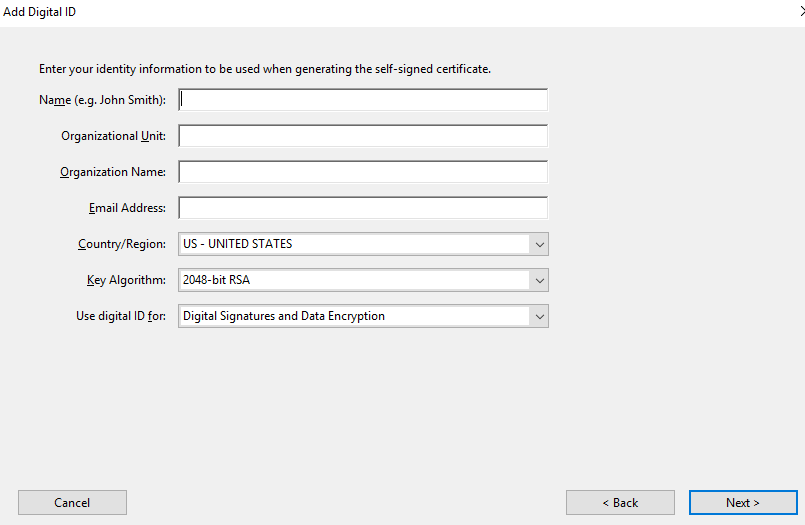 Add Digital ID
Enter your identity information to be used when generating the self-signed certificate.
Name (e.g. John Smith):
Organizational Unit:
Organization Name:
Email Address:
Country/Region: US - UNITED STATES
Key Algorithm: 2048-bit RSA
Use digital ID for: Digital Signatures and Data Encryption
Cancel < Back Next >